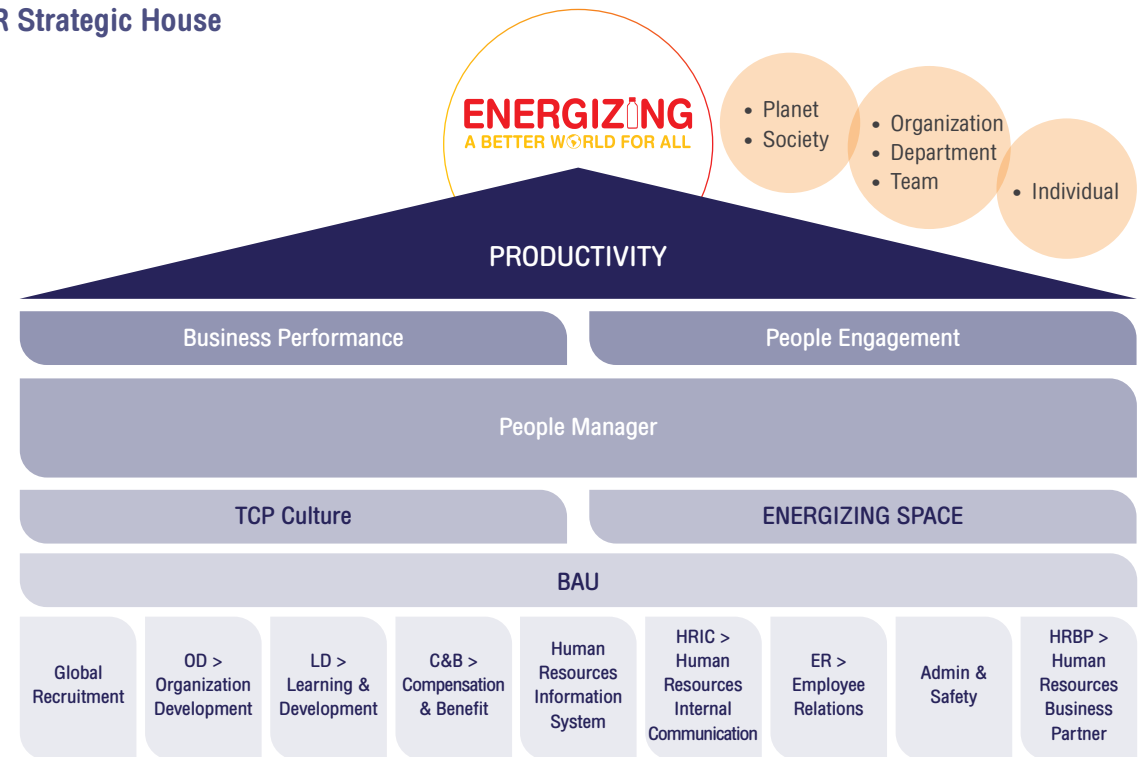 R Strategic House
ENERGIZING
A BETTER WORLD FOR ALL
• Planet
• Society
• Organization
• Department
• Team
• Individual
PRODUCTIVITY
Business Performance
People Engagement
People Manager
TCP Culture
ENERGIZING SPACE
BAU
Global
Recruitment
OD >
Organization
Development
LD >
Learning &
Development
C&B >
Compensation
& Benefit
Human
Resources
Information
System
HRIC >
Human
Resources
Internal
Communication
ER >
Employee
Relations
Admin &
Safety
HRBP >
Human
Resources
Business
Partner